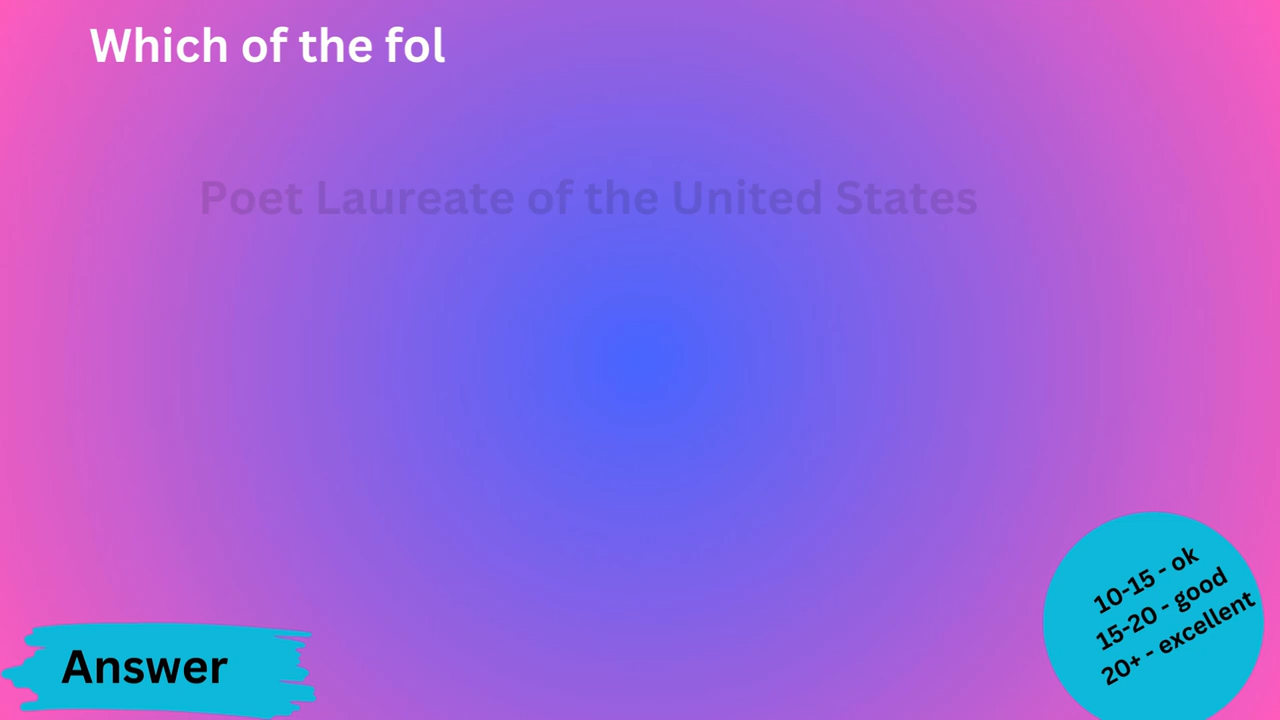 Which of the fol
Poet Laureate of the United States
10-15 - ok
15-20 - good
20+ - excellent
Answer